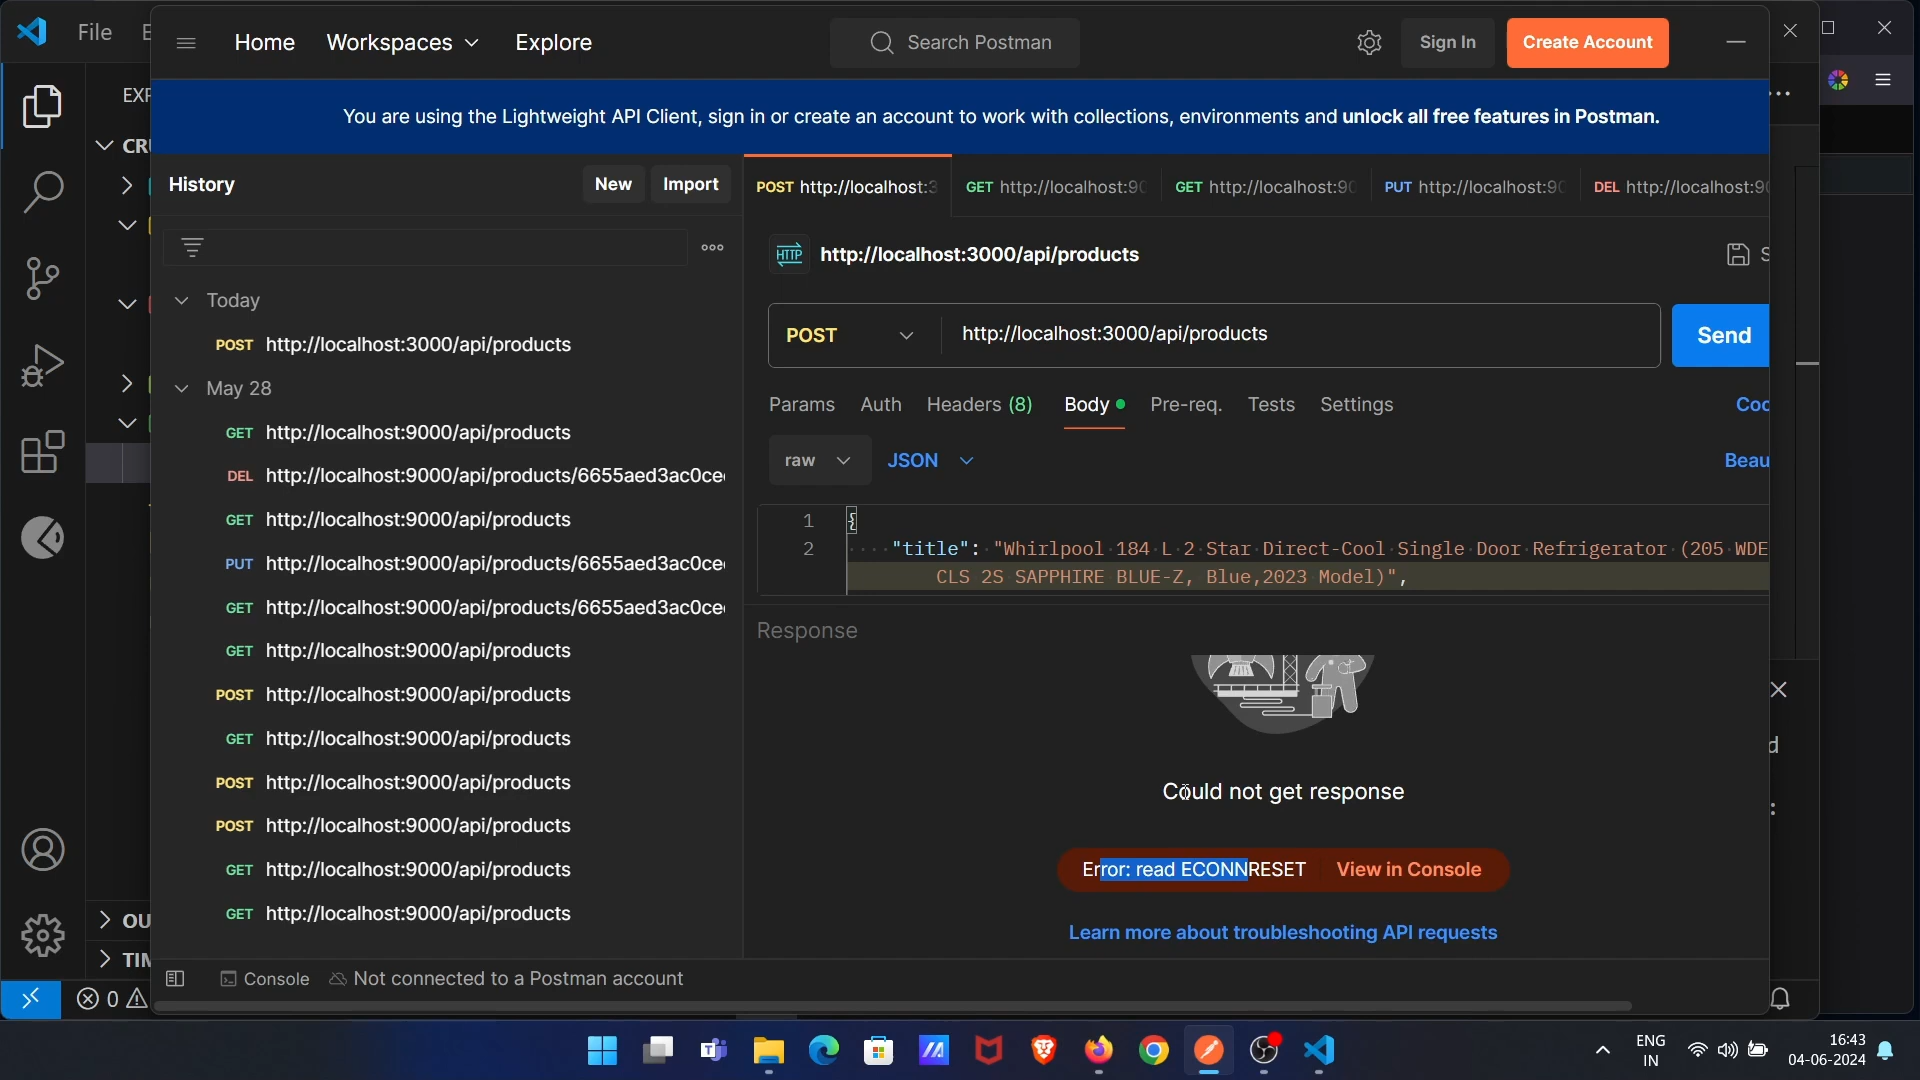 File
Home
Workspaces
Explore
Search Postman
Sign In
Create Account
You are using the Lightweight API Client, sign in or create an account to work with collections, environments and unlock all free features in Postman.
History
New
Import
POST http://localhost:3
GET http://localhost:90
GET http://localhost:90
PUT http://localhost:90
DEL http://localhost:90
HTTP http://localhost:3000/api/products
POST
http://localhost:3000/api/products
Send
Today
POST http://localhost:3000/api/products
May 28
GET http://localhost:9000/api/products
DEL http://localhost:9000/api/products/6655aed3ac0ce
GET http://localhost:9000/api/products
PUT http://localhost:9000/api/products/6655aed3ac0ce
GET http://localhost:9000/api/products/6655aed3ac0ce
GET http://localhost:9000/api/products
POST http://localhost:9000/api/products
GET http://localhost:9000/api/products
POST http://localhost:9000/api/products
POST http://localhost:9000/api/products
GET http://localhost:9000/api/products
GET http://localhost:9000/api/products
Params
Auth
Headers (8)
Body
Pre-req.
Tests
Settings
Coo
raw
JSON
Beau
1 {
2 "title": "Whirlpool 184 L 2 Star Direct-Cool Single Door Refrigerator (205 WDE
CLS 2S SAPPHIRE BLUE-Z, Blue,2023 Model)",
Response
Could not get response
Error: read ECONNRESET
View in Console
Learn more about troubleshooting API requests
Console
Not connected to a Postman account
0
ENG
IN
16:43
04-06-2024